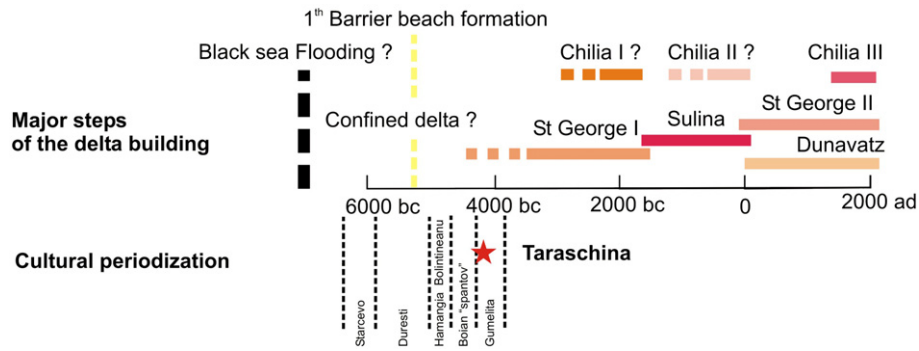 1th Barrier beach formation
Black sea Flooding ?
Chilia I ?
Chilia II ?
Chilia III
Major steps
of the delta building
Confined delta ?
St George I
Sulina
St George II
Dunavatz
6000 bc
4000 bc
2000 bc
0
2000 ad
Cultural periodization
Starcevo
Duresti
Hamangia Bolintineanu
Boian "spantov"
Gumelita
Taraschina